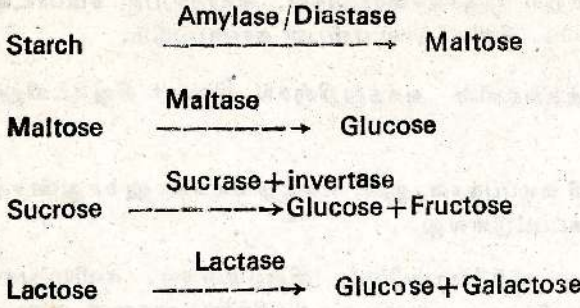 Amylase/Diastase
Starch Maltose
Maltase
Maltose Glucose
Sucrase+invertase
Sucrose Glucose+Fructose
Lactase
Lactose Glucose+Galactose